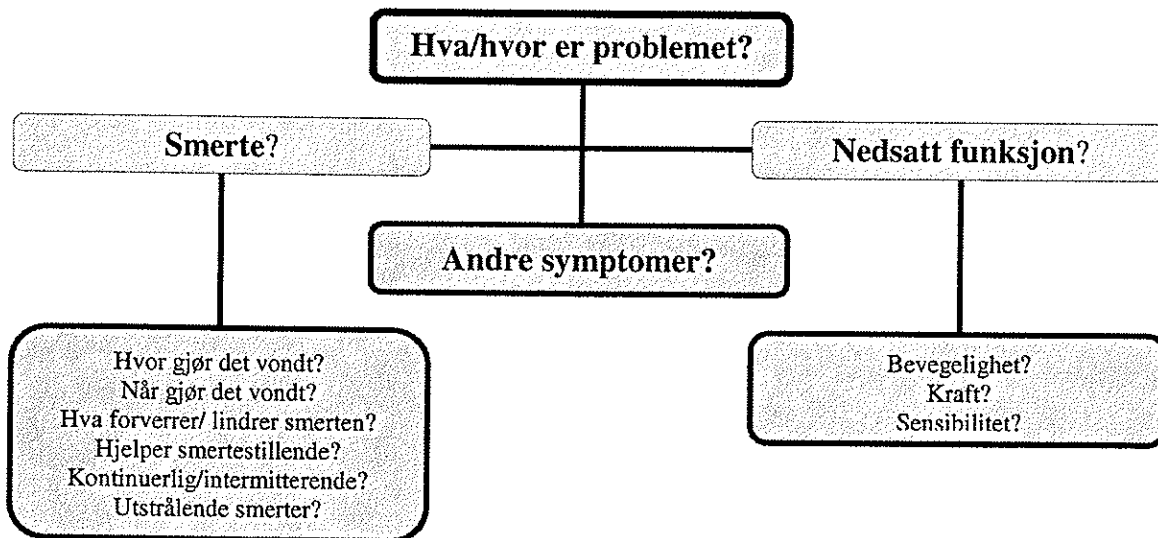 Hva/hvor er problemet?
Smerte?
Nedsatt funksjon?
Andre symptomer?
Hvor gjør det vondt?
Når gjør det vondt?
Hva forverrer/ lindrer smerten?
Hjelper smertestillende?
Kontinuerlig/intermitterende?
Utstrålende smerter?
Bevegelighet?
Kraft?
Sensibilitet?